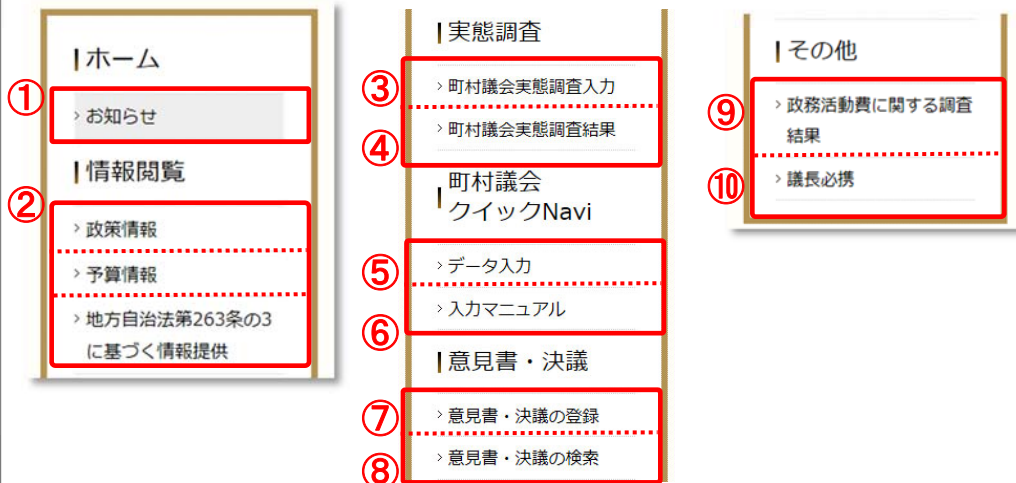 ホーム
①
お知らせ
情報閲覧
②
政策情報
予算情報
地方自治法第263条の3
に基づく情報提供
実態調査
③
町村議会実態調査入力
④
町村議会実態調査結果
町村議会
クイックNavi
⑤
データ入力
⑥
入力マニュアル
意見書・決議
⑦
意見書・決議の登録
⑧
意見書・決議の検索
その他
⑨
政務活動費に関する調査
結果
⑩
議長必携